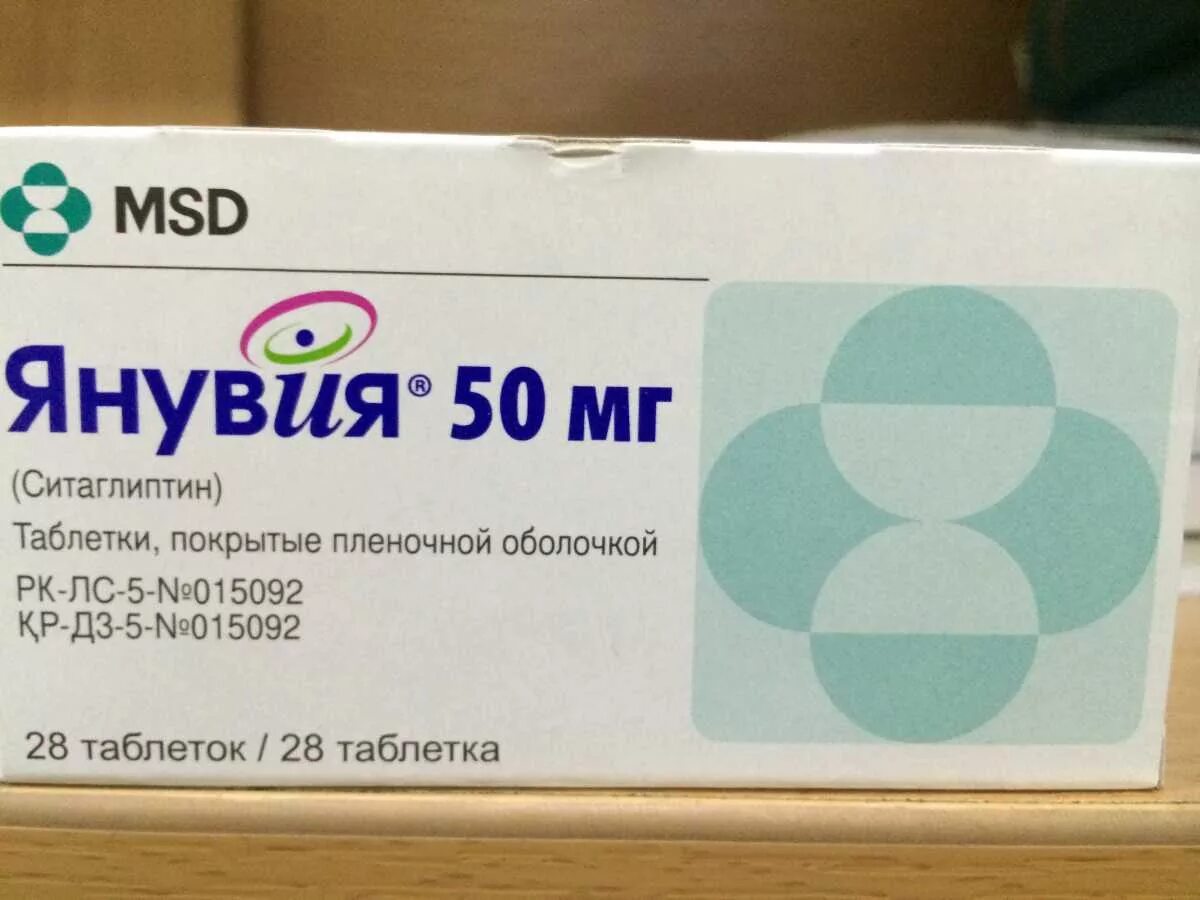 MSD
Янувия® 50 мг
(Ситаглиптин)
Таблетки, покрытые пленочной оболочкой
РК-ЛС-5-№015092
ҚР-ДЗ-5-№015092
28 таблеток / 28 таблетка